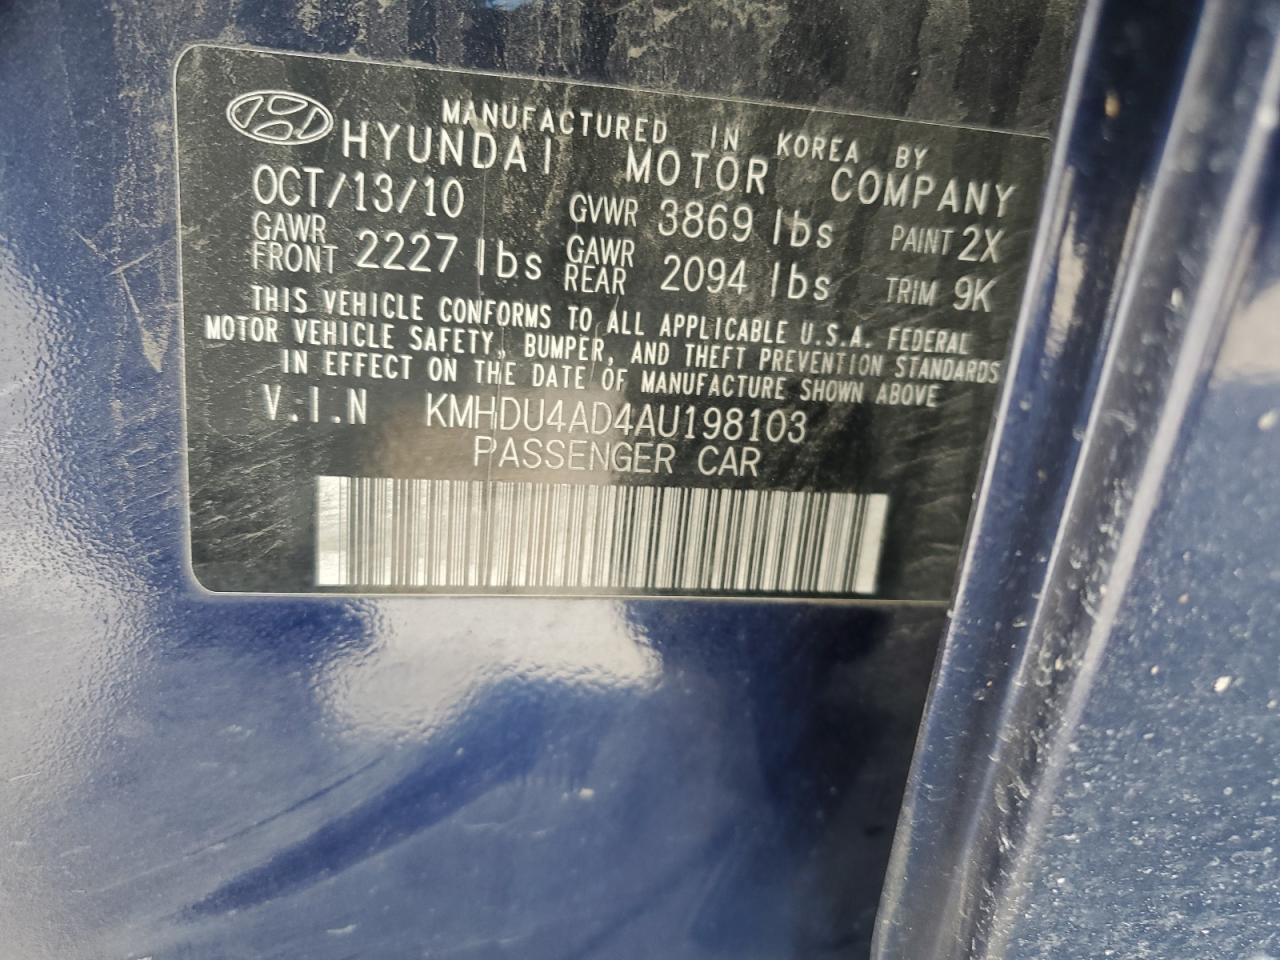 MANUFACTURED IN KOREA BY
HYUNDAI MOTOR COMPANY
OCT/13/10 GVWR 3869 lbs PAINT 2X
GAWR FRONT 2227 lbs GAWR REAR 2094 lbs TRIM 9K
THIS VEHICLE CONFORMS TO ALL APPLICABLE U.S.A. FEDERAL
MOTOR VEHICLE SAFETY, BUMPER, AND THEFT PREVENTION STANDARDS
IN EFFECT ON THE DATE OF MANUFACTURE SHOWN ABOVE
V.I.N KMHDU4AD4AU198103
PASSENGER CAR